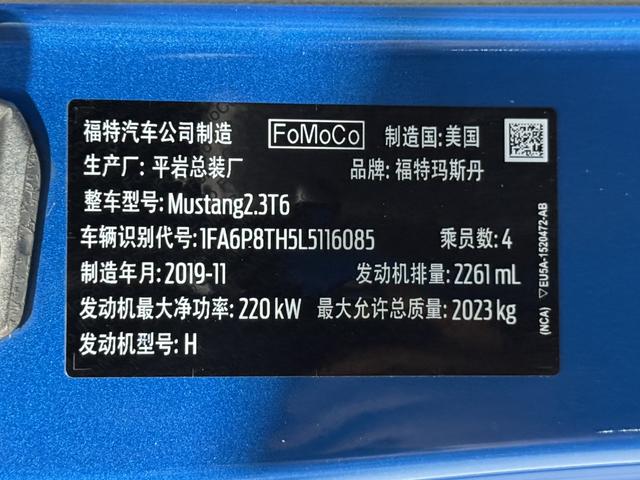 福特汽车公司制造 FoMoCo 制造国:美国
生产厂: 平岩总装厂 品牌: 福特玛斯丹
整车型号: Mustang2.3T6
车辆识别代号: 1FA6P8TH5L5116085 乘员数: 4
制造年月: 2019-11 发动机排量: 2261 mL
发动机最大净功率: 220 kW 最大允许总质量: 2023 kg
发动机型号: H
(NCA) ▽EU5A-1520472-AB